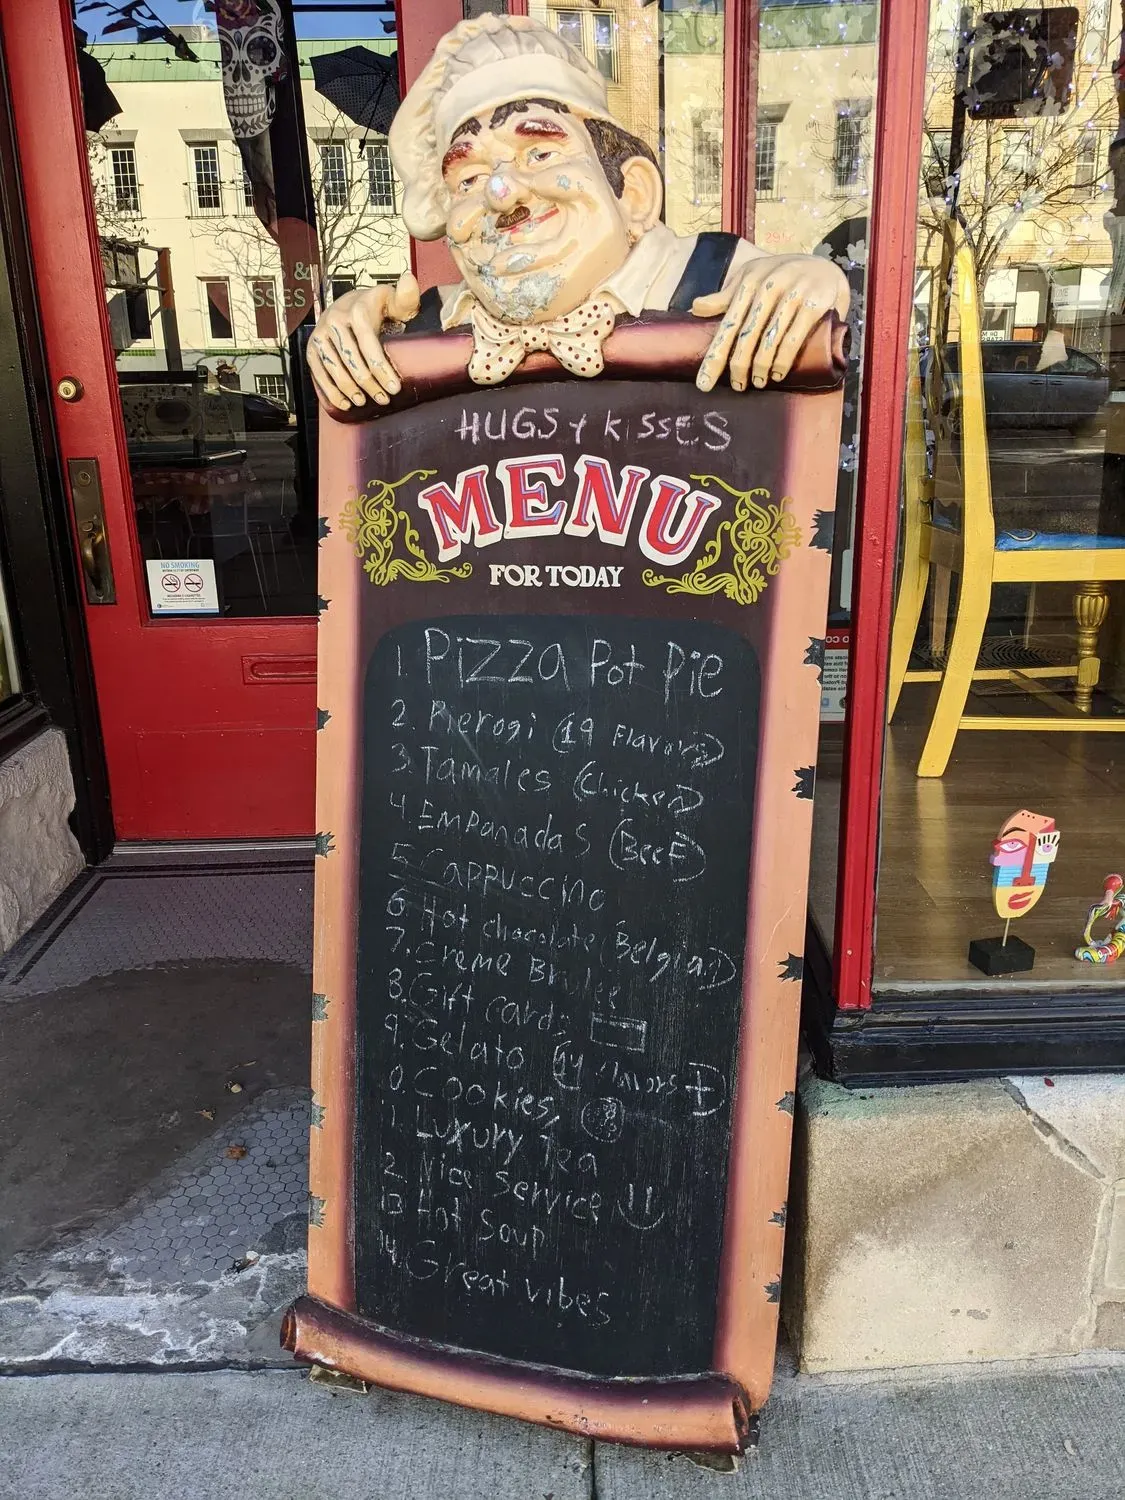 HUGS & KISSES
MENU
FOR TODAY
1. Pizza Pot Pie
2. Pierogi (19 Flavors)
3. Tamales (Chicken)
4. Empanadas (Beef)
5. Cappuccino
6. Hot chocolate (Belgian)
7. Creme Brulee
8. Gift cards
9. Gelato (44 flavors+)
0. Cookies,
1. Luxury Tea
2 Nice Service
13 Hot Soup
14. Great vibes
NO SMOKING
&
SSES